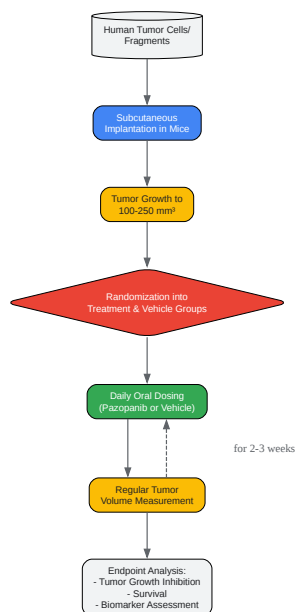 Human Tumor Cells/
Fragments
Subcutaneous
Implantation in Mice
Tumor Growth to
100-250 mm³
Randomization into
Treatment & Vehicle Groups
Daily Oral Dosing
(Pazopanib or Vehicle)
for 2-3 weeks
Regular Tumor
Volume Measurement
Endpoint Analysis:
- Tumor Growth Inhibition
- Survival
- Biomarker Assessment